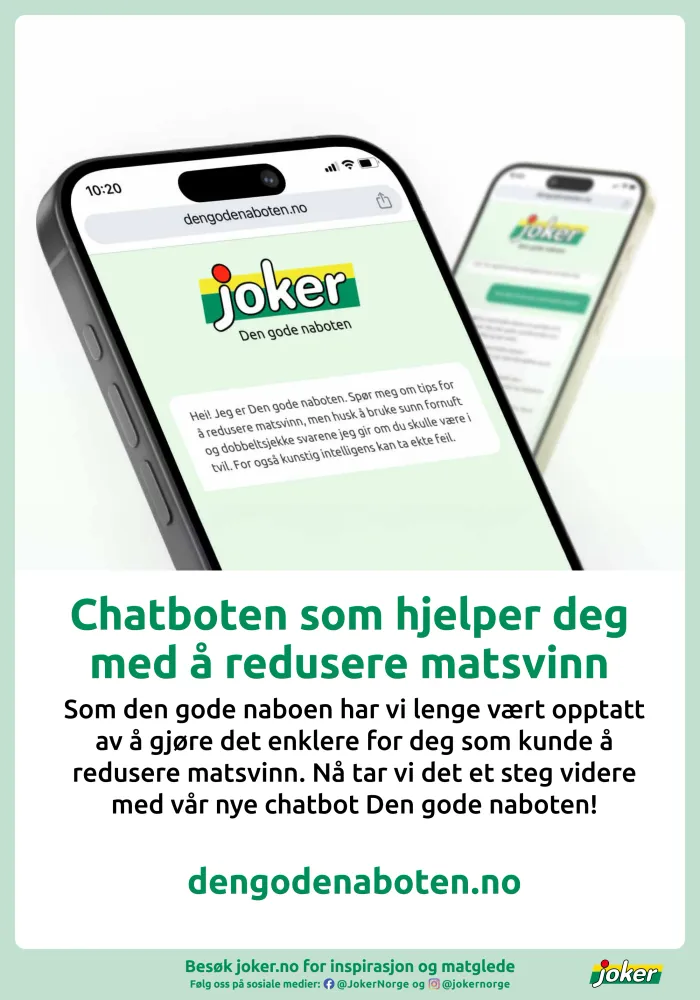 10:20
dengodenaboten.no
joker
Den gode naboten
Hei! Jeg er Den gode naboten. Spør meg om tips for
å redusere matsvinn, men husk å bruke sunn fornuft
og dobbeltsjekke svarene jeg gir om du skulle være i
tvil. For også kunstig intelligens kan ta ekte feil.
joker
Den gode naboten
Chatboten som hjelper deg
med å redusere matsvinn
Som den gode naboen har vi lenge vært opptatt
av å gjøre det enklere for deg som kunde å
redusere matsvinn. Nå tar vi det et steg videre
med vår nye chatbot Den gode naboten!
dengodenaboten.no
Besøk joker.no for inspirasjon og matglede
Følg oss på sosiale medier: @JokerNorge og @jokernorge
joker